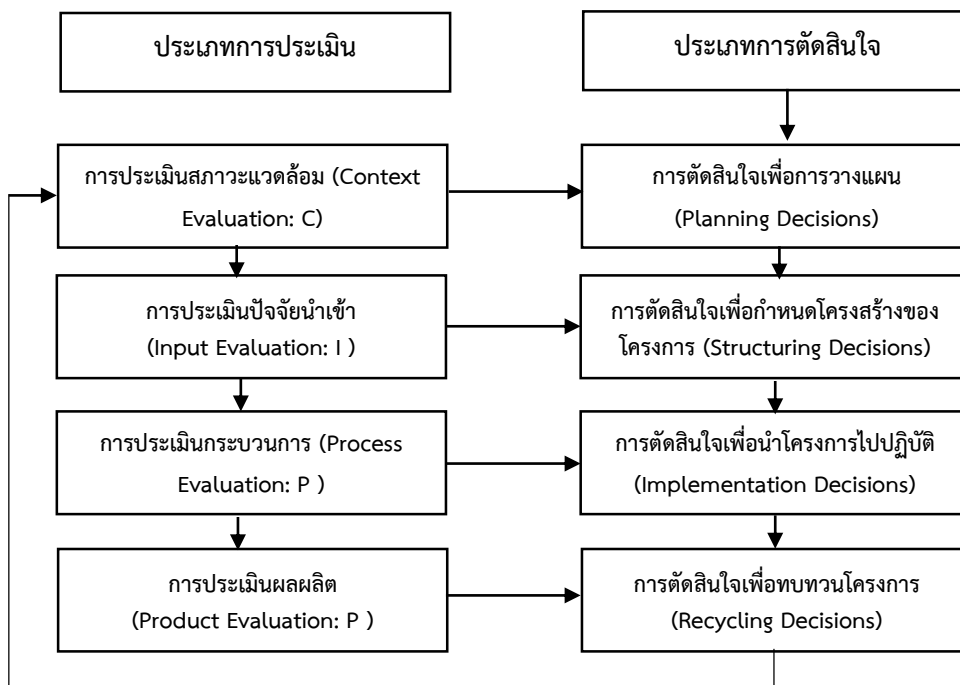 ประเภทการประเมิน
ประเภทการตัดสินใจ
การประเมินสภาวะแวดล้อม (Context
Evaluation: C)
การตัดสินใจเพื่อการวางแผน
(Planning Decisions)
การประเมินปัจจัยนำเข้า
(Input Evaluation: I )
การตัดสินใจเพื่อกำหนดโครงสร้างของ
โครงการ (Structuring Decisions)
การประเมินกระบวนการ (Process
Evaluation: P )
การตัดสินใจเพื่อนำโครงการไปปฏิบัติ
(Implementation Decisions)
การประเมินผลผลิต
(Product Evaluation: P )
การตัดสินใจเพื่อทบทวนโครงการ
(Recycling Decisions)